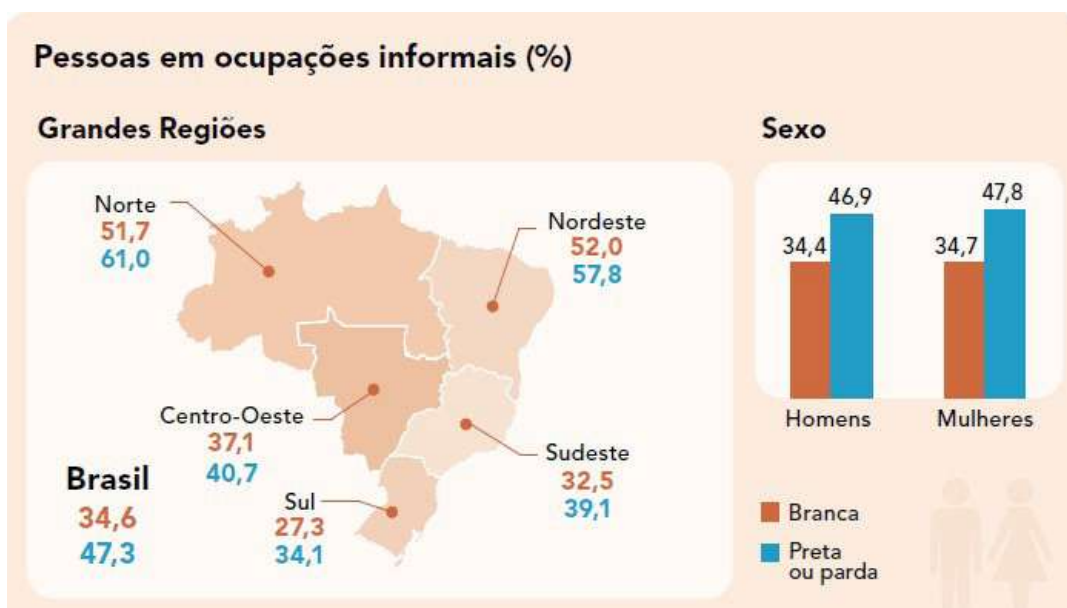 Pessoas em ocupações informais (%)
Grandes Regiões
Norte
51,7
61,0
Nordeste
52,0
57,8
Centro-Oeste
37,1
40,7
Sudeste
32,5
39,1
Sul
27,3
34,1
Brasil
34,6
47,3
Sexo
34,4
46,9
34,7
47,8
Homens
Mulheres
Branca
Preta
ou parda